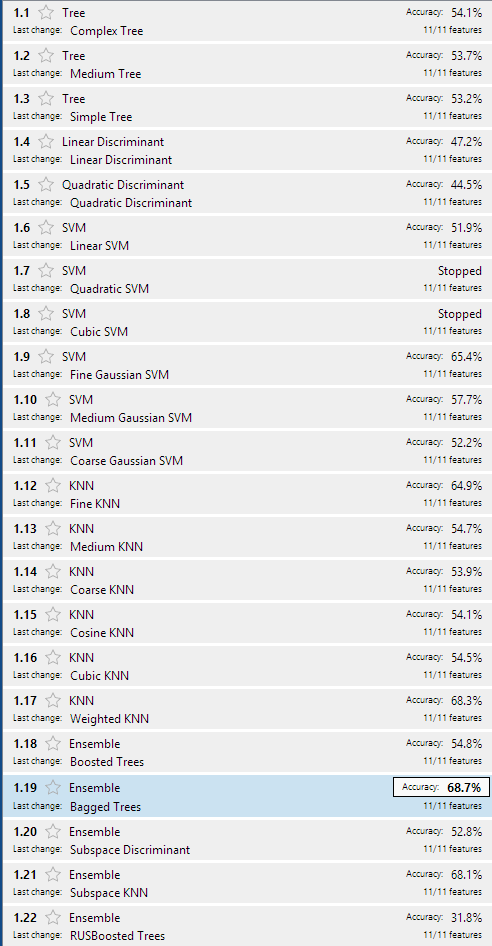 1.1 Tree Accuracy: 54.1%
Last change: Complex Tree 11/11 features
1.2 Tree Accuracy: 53.7%
Last change: Medium Tree 11/11 features
1.3 Tree Accuracy: 53.2%
Last change: Simple Tree 11/11 features
1.4 Linear Discriminant Accuracy: 47.2%
Last change: Linear Discriminant 11/11 features
1.5 Quadratic Discriminant Accuracy: 44.5%
Last change: Quadratic Discriminant 11/11 features
1.6 SVM Accuracy: 51.9%
Last change: Linear SVM 11/11 features
1.7 SVM Stopped
Last change: Quadratic SVM 11/11 features
1.8 SVM Stopped
Last change: Cubic SVM 11/11 features
1.9 SVM Accuracy: 65.4%
Last change: Fine Gaussian SVM 11/11 features
1.10 SVM Accuracy: 57.7%
Last change: Medium Gaussian SVM 11/11 features
1.11 SVM Accuracy: 52.2%
Last change: Coarse Gaussian SVM 11/11 features
1.12 KNN Accuracy: 64.9%
Last change: Fine KNN 11/11 features
1.13 KNN Accuracy: 54.7%
Last change: Medium KNN 11/11 features
1.14 KNN Accuracy: 53.9%
Last change: Coarse KNN 11/11 features
1.15 KNN Accuracy: 54.1%
Last change: Cosine KNN 11/11 features
1.16 KNN Accuracy: 54.5%
Last change: Cubic KNN 11/11 features
1.17 KNN Accuracy: 68.3%
Last change: Weighted KNN 11/11 features
1.18 Ensemble Accuracy: 54.8%
Last change: Boosted Trees 11/11 features
1.19 Ensemble Accuracy: 68.7%
Last change: Bagged Trees 11/11 features
1.20 Ensemble Accuracy: 52.8%
Last change: Subspace Discriminant 11/11 features
1.21 Ensemble Accuracy: 68.1%
Last change: Subspace KNN 11/11 features
1.22 Ensemble Accuracy: 31.8%
Last change: RUSBoosted Trees 11/11 features